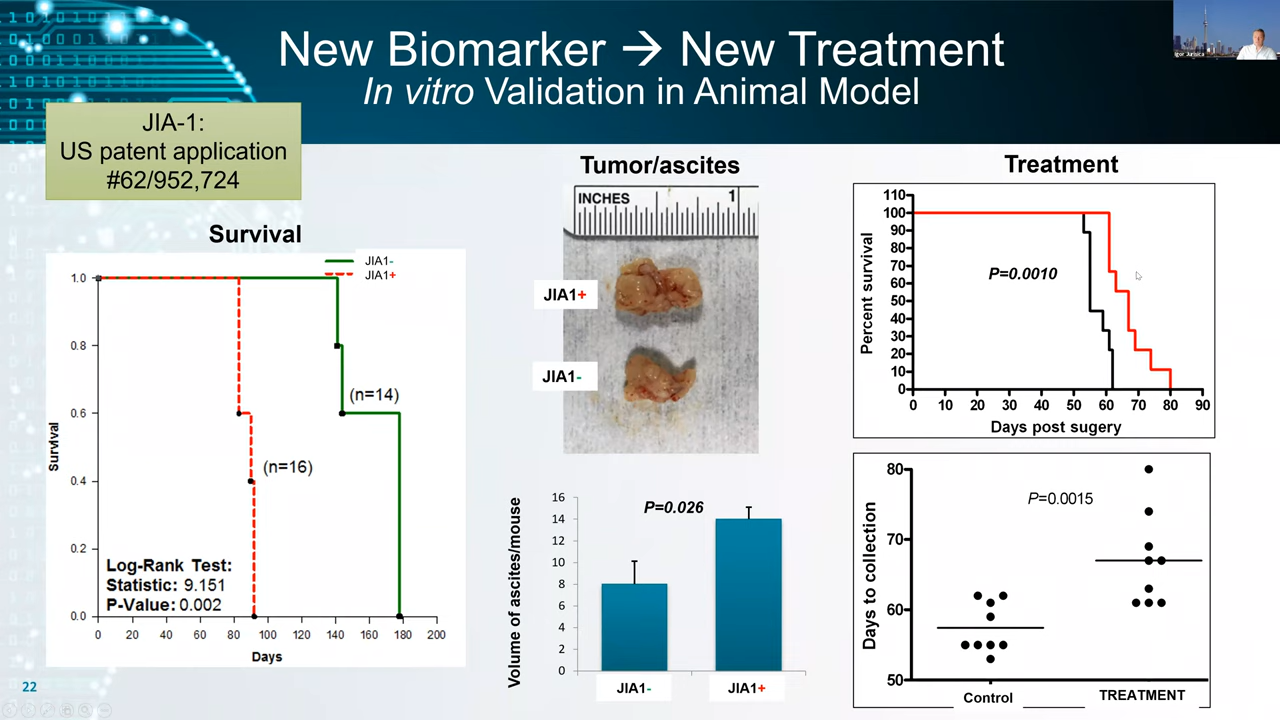 New Biomarker → New Treatment
In vitro Validation in Animal Model
Igor Jurisica
JIA-1:
US patent application
#62/952,724
Survival
JIA1-
JIA1+
1.0
0.8
0.6
0.4
0.2
0.0
Survival
(n=14)
(n=16)
Log-Rank Test:
Statistic: 9.151
P-Value: 0.002
0 20 40 60 80 100 120 140 160 180 200
Days
Tumor/ascites
INCHES 1
JIA1+
JIA1-
Volume of ascites/mouse
16
14
12
10
8
6
4
2
0
P=0.026
JIA1- JIA1+
Treatment
Percent survival
110
100
90
80
70
60
50
40
30
20
10
0
P=0.0010
0 10 20 30 40 50 60 70 80 90
Days post sugery
Days to collection
80
70
60
50
P=0.0015
Control TREATMENT
22